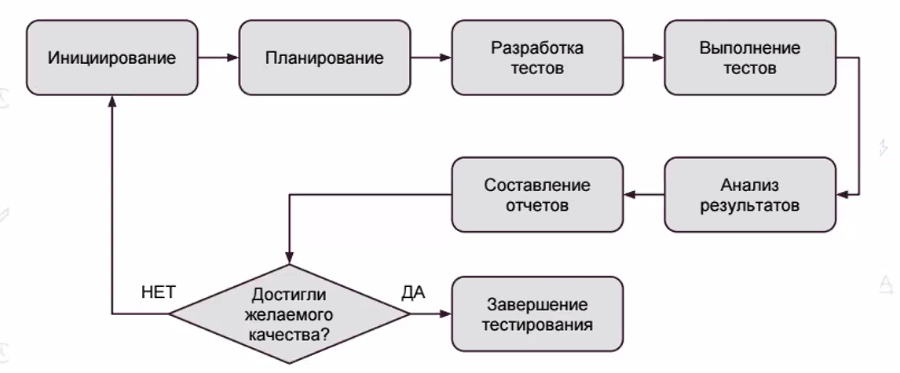 Инициирование
Планирование
Разработка
тестов
Выполнение
тестов
Составление
отчетов
Анализ
результатов
НЕТ
Достигли
желаемого
качества?
ДА
Завершение
тестирования